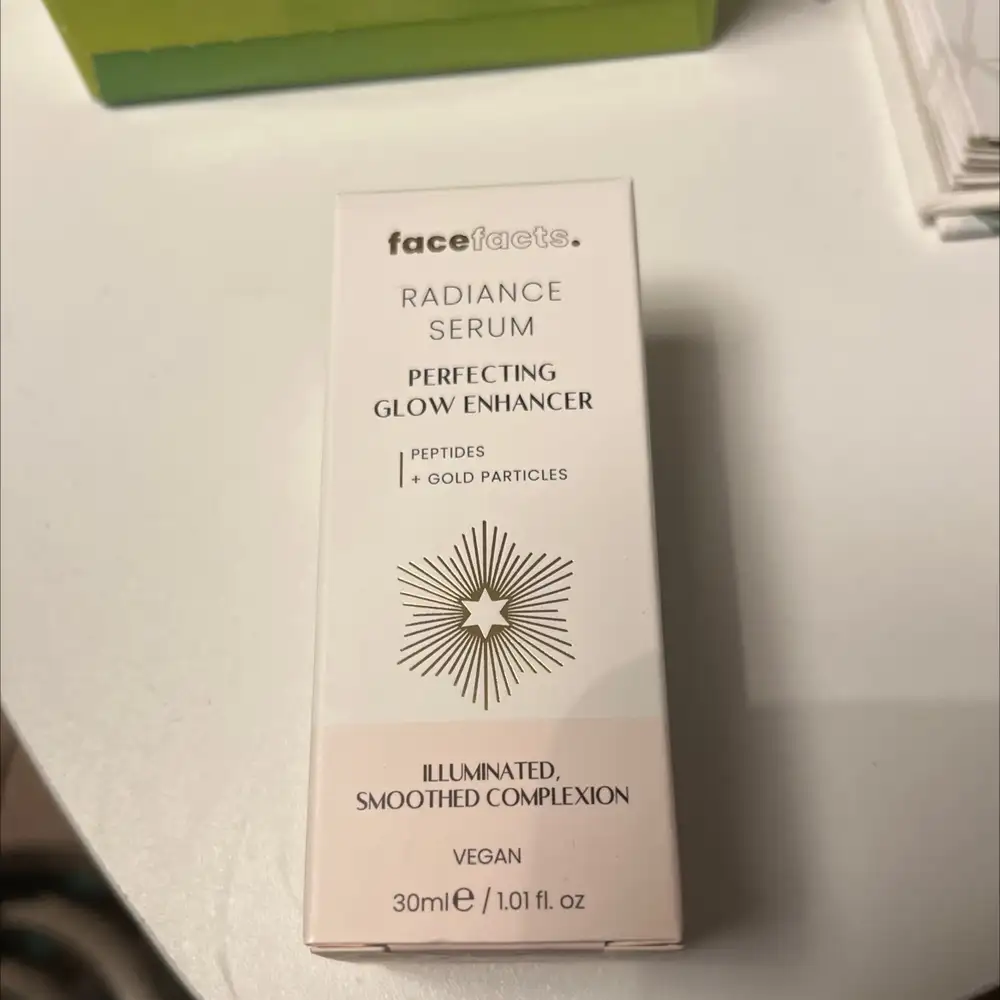 facefacts.
RADIANCE
SERUM
PERFECTING
GLOW ENHANCER
PEPTIDES
+ GOLD PARTICLES
ILLUMINATED,
SMOOTHED COMPLEXION
VEGAN
30ml℮ / 1.01 fl. oz